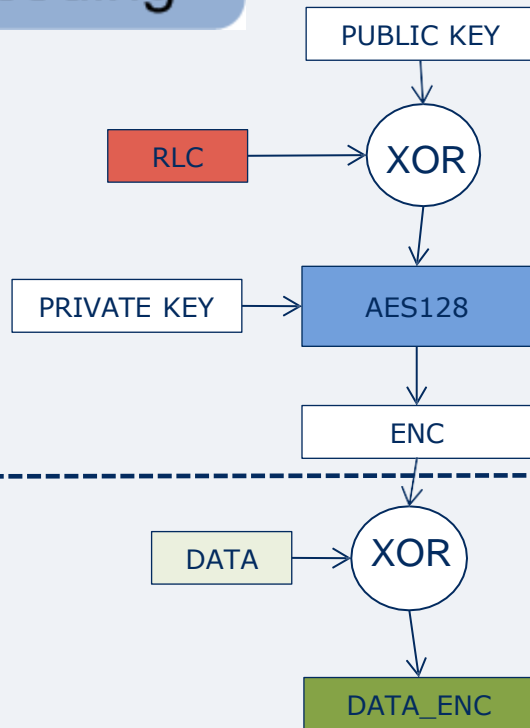 PUBLIC KEY
RLC
XOR
PRIVATE KEY
AES128
ENC
DATA
XOR
DATA_ENC